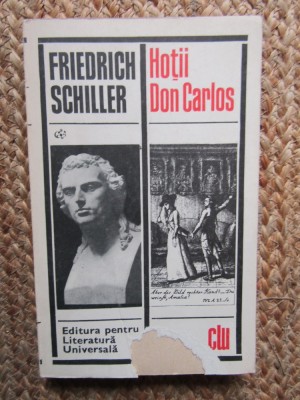 FRIEDRICH
SCHILLER
Hoții
Don Carlos
Editura pentru
Literatură
Universală
clu